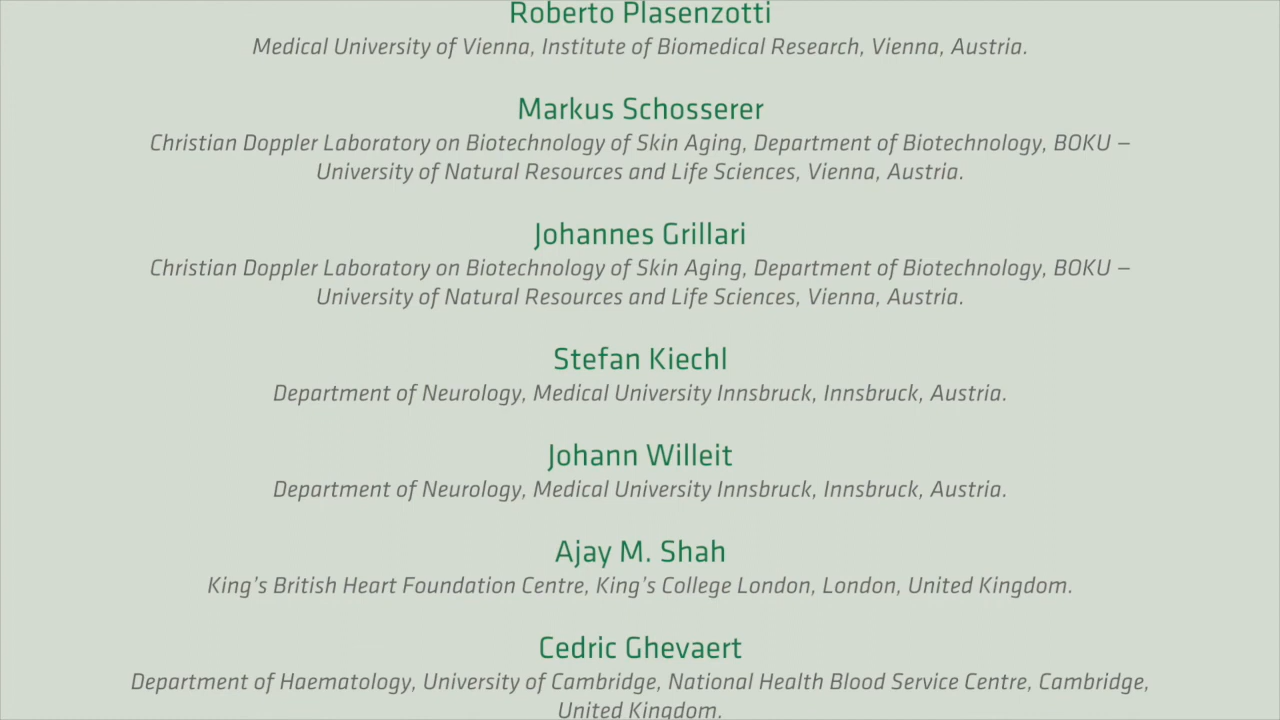 Roberto Plasenzotti
Medical University of Vienna, Institute of Biomedical Research, Vienna, Austria.
Markus Schosserer
Christian Doppler Laboratory on Biotechnology of Skin Aging, Department of Biotechnology, BOKU –
University of Natural Resources and Life Sciences, Vienna, Austria.
Johannes Grillari
Christian Doppler Laboratory on Biotechnology of Skin Aging, Department of Biotechnology, BOKU –
University of Natural Resources and Life Sciences, Vienna, Austria.
Stefan Kiechl
Department of Neurology, Medical University Innsbruck, Innsbruck, Austria.
Johann Willeit
Department of Neurology, Medical University Innsbruck, Innsbruck, Austria.
Ajay M. Shah
King’s British Heart Foundation Centre, King’s College London, London, United Kingdom.
Cedric Ghevaert
Department of Haematology, University of Cambridge, National Health Blood Service Centre, Cambridge,
United Kingdom.